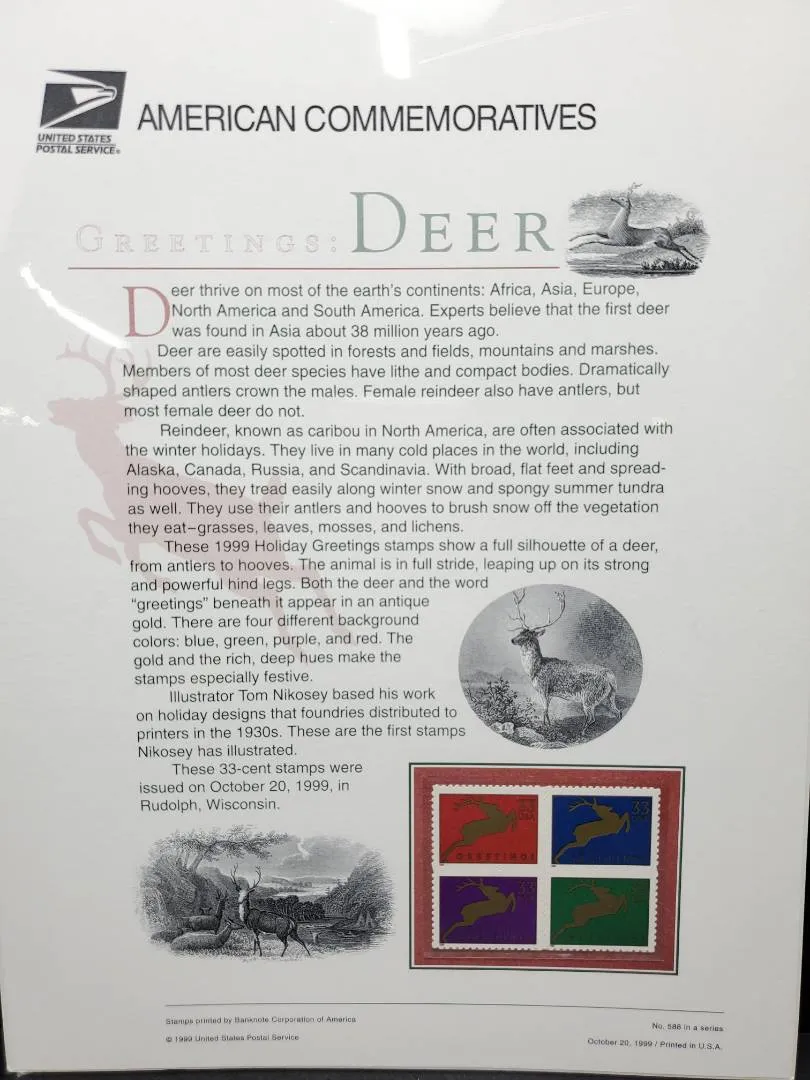 UNITED STATES
POSTAL SERVICE®
AMERICAN COMMEMORATIVES
GREETINGS: DEER
Deer thrive on most of the earth's continents: Africa, Asia, Europe,
North America and South America. Experts believe that the first deer
was found in Asia about 38 million years ago.
Deer are easily spotted in forests and fields, mountains and marshes.
Members of most deer species have lithe and compact bodies. Dramatically
shaped antlers crown the males. Female reindeer also have antlers, but
most female deer do not.
Reindeer, known as caribou in North America, are often associated with
the winter holidays. They live in many cold places in the world, including
Alaska, Canada, Russia, and Scandinavia. With broad, flat feet and spread-
ing hooves, they tread easily along winter snow and spongy summer tundra
as well. They use their antlers and hooves to brush snow off the vegetation
they eat–grasses, leaves, mosses, and lichens.
These 1999 Holiday Greetings stamps show a full silhouette of a deer,
from antlers to hooves. The animal is in full stride, leaping up on its strong
and powerful hind legs. Both the deer and the word
"greetings" beneath it appear in an antique
gold. There are four different background
colors: blue, green, purple, and red. The
gold and the rich, deep hues make the
stamps especially festive.
Illustrator Tom Nikosey based his work
on holiday designs that foundries distributed to
printers in the 1930s. These are the first stamps
Nikosey has illustrated.
These 33-cent stamps were
issued on October 20, 1999, in
Rudolph, Wisconsin.
33
USA
GREETINGS
33
33
Stamps printed by Banknote Corporation of America
© 1999 United States Postal Service
No. 588 in a series
October 20, 1999 / Printed in U.S.A.